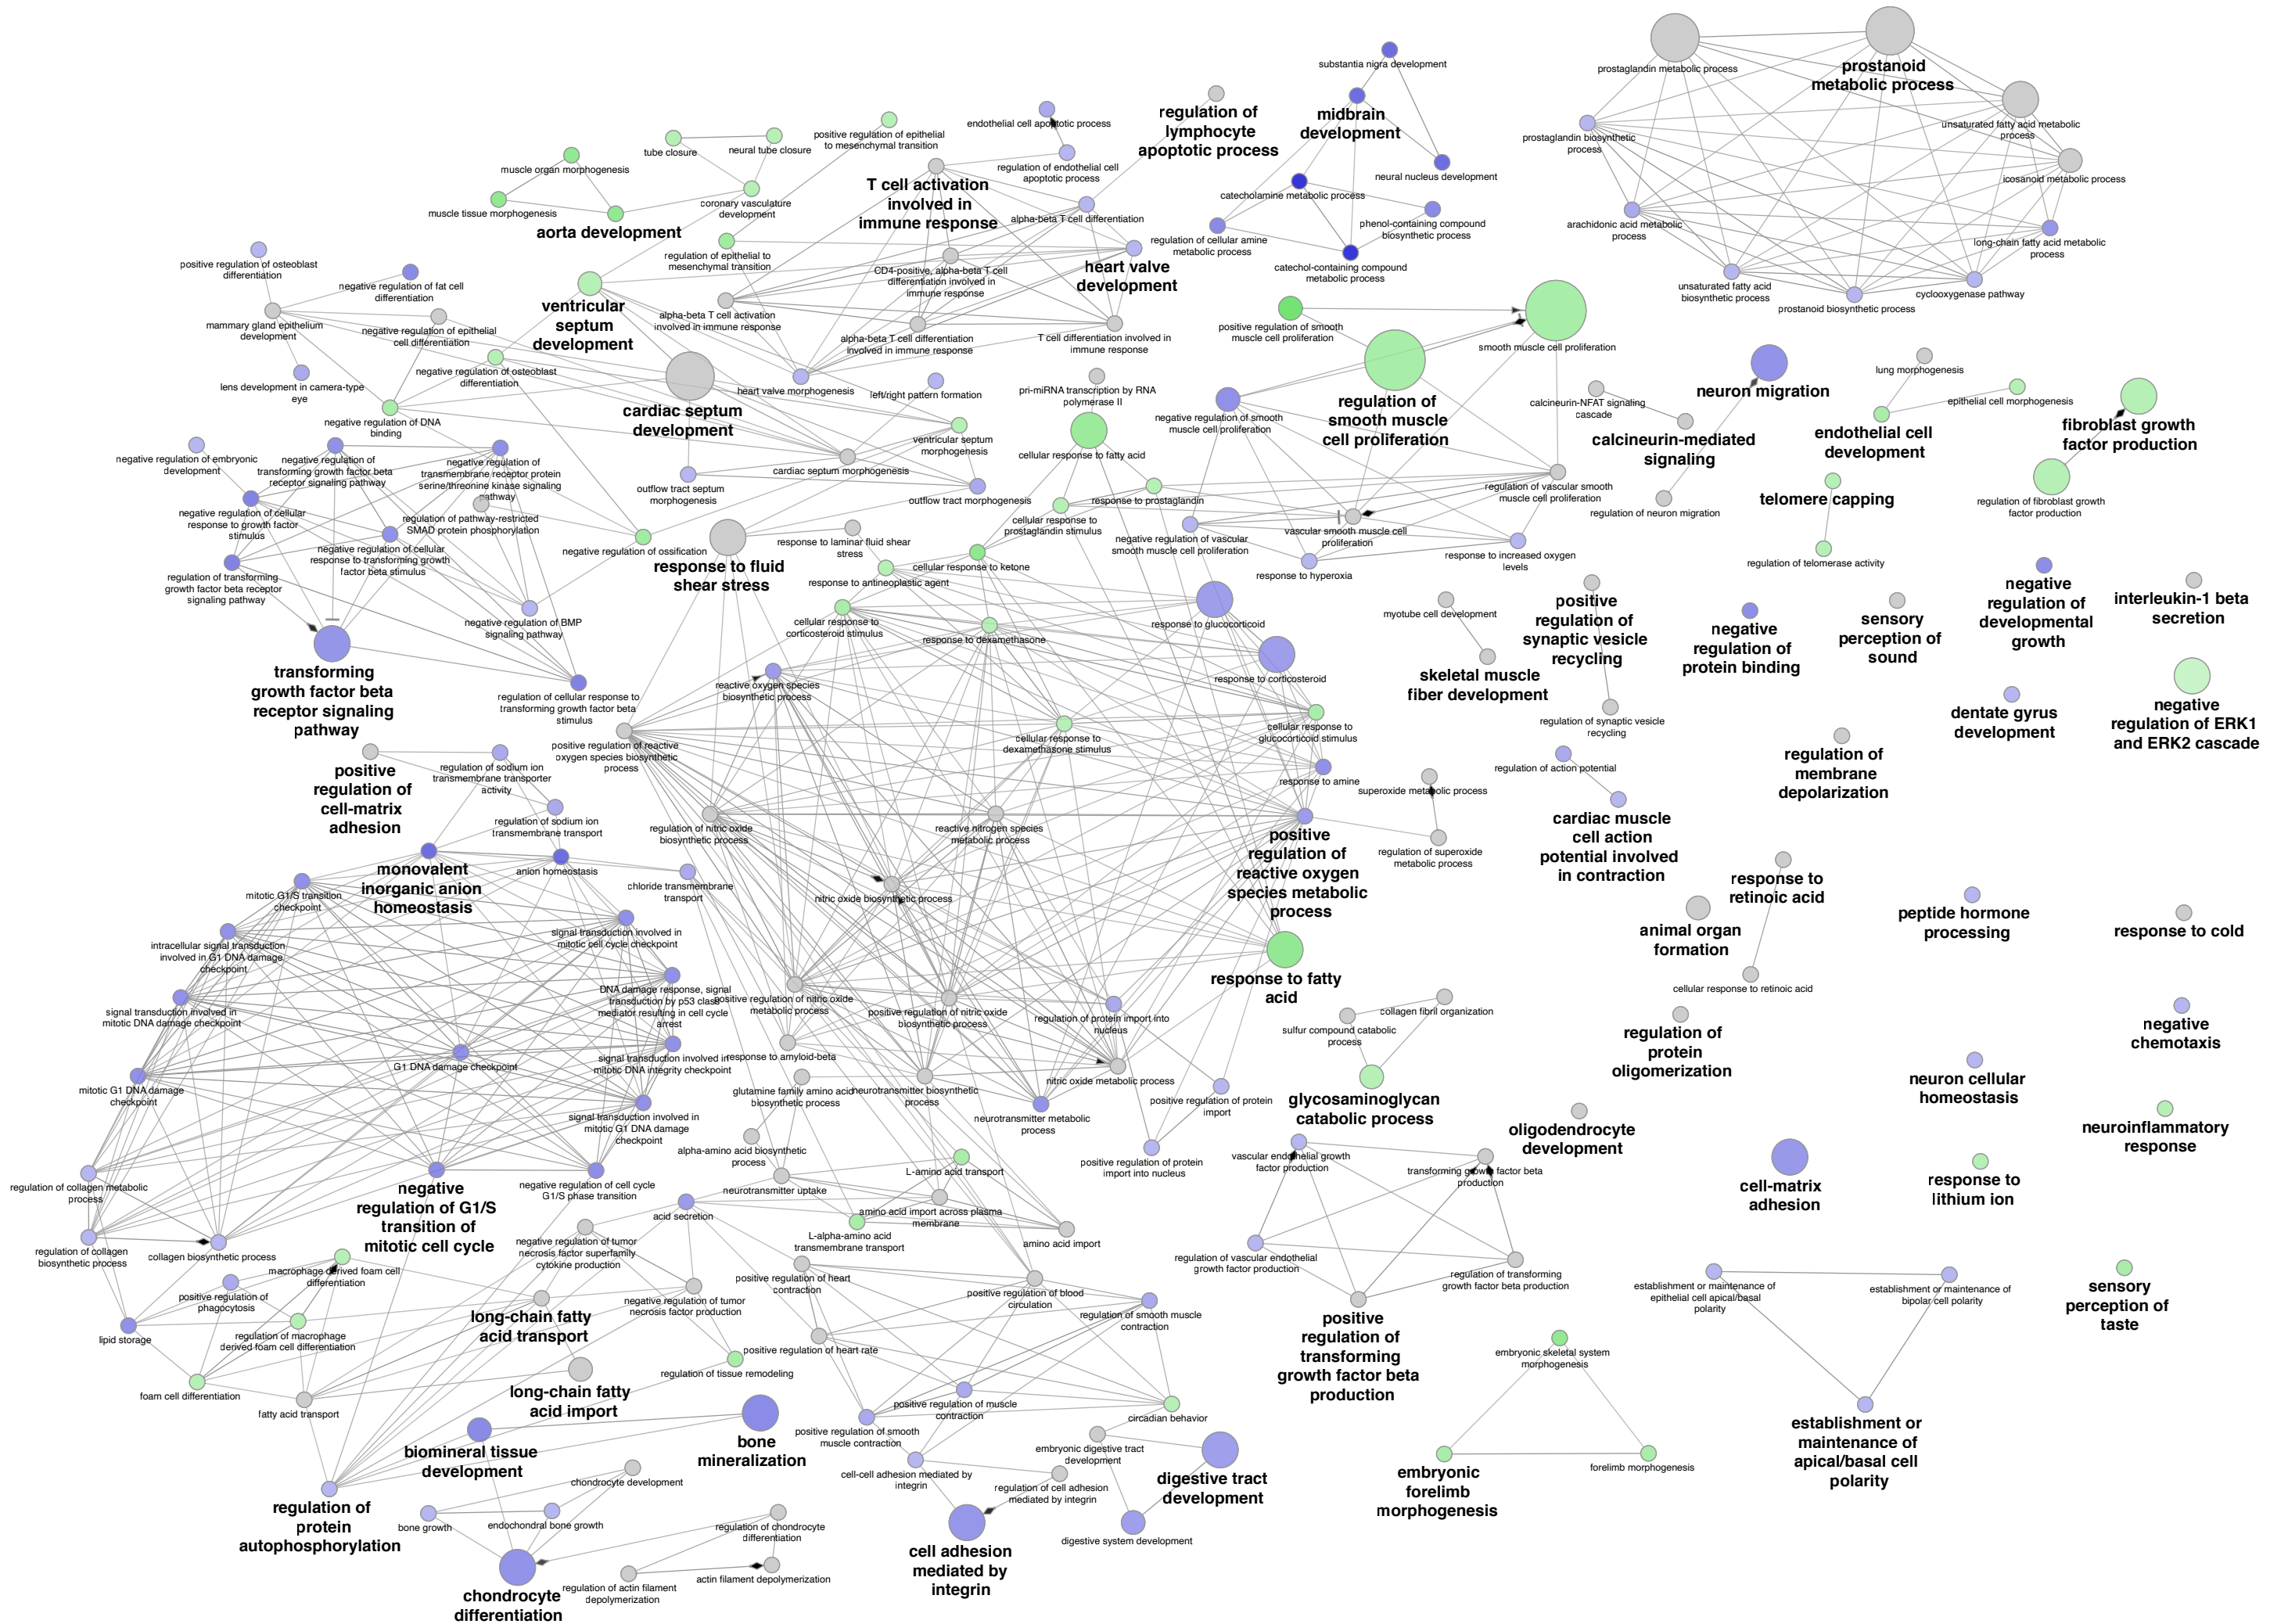 substantia nigra development
prostaglandin metabolic process
prostanoid
metabolic process
midbrain
development
regulation of
lymphocyte
apoptotic process
endothelial cell apoptotic process
regulation of endothelial cell
apoptotic process
positive regulation of epithelial
to mesenchymal transition
tube closure
neural tube closure
muscle organ morphogenesis
muscle tissue morphogenesis
coronary vasculature
development
aorta development
T cell activation
involved in
immune response
alpha-beta T cell differentiation
catecholamine metabolic process
neural nucleus development
phenol-containing compound
biosynthetic process
regulation of cellular amine
metabolic process
catechol-containing compound
metabolic process
prostaglandin biosynthetic
process
unsaturated fatty acid metabolic
process
icosanoid metabolic process
arachidonic acid metabolic
process
long-chain fatty acid metabolic
process
unsaturated fatty acid
biosynthetic process
prostanoid biosynthetic process
cyclooxygenase pathway
positive regulation of osteoblast
differentiation
negative regulation of fat cell
differentiation
mammary gland epithelium
development
negative regulation of epithelial
cell differentiation
lens development in camera-type
eye
negative regulation of osteoblast
differentiation
negative regulation of DNA
binding
ventricular
septum
development
regulation of epithelial to
mesenchymal transition
CD4-positive, alpha-beta T cell
differentiation involved in
immune response
heart valve
development
alpha-beta T cell activation
involved in immune response
alpha-beta T cell differentiation
involved in immune response
T cell differentiation involved in
immune response
heart valve morphogenesis
cardiac septum
development
left/right pattern formation
pri-miRNA transcription by RNA
polymerase II
cellular response to fatty acid
ventricular septum
morphogenesis
cardiac septum morphogenesis
outflow tract septum
morphogenesis
outflow tract morphogenesis
positive regulation of smooth
muscle cell proliferation
smooth muscle cell proliferation
regulation of
smooth muscle
cell proliferation
negative regulation of smooth
muscle cell proliferation
regulation of vascular smooth
muscle cell proliferation
response to prostaglandin
cellular response to
prostaglandin stimulus
negative regulation of vascular
smooth muscle cell proliferation
vascular smooth muscle cell
proliferation
response to increased oxygen
levels
response to hyperoxia
neuron migration
calcineurin-NFAT signaling
cascade
calcineurin-mediated
signaling
regulation of neuron migration
lung morphogenesis
epithelial cell morphogenesis
endothelial cell
development
fibroblast growth
factor production
regulation of fibroblast growth
factor production
telomere capping
regulation of telomerase activity
negative regulation of embryonic
development
negative regulation of
transforming growth factor beta
receptor signaling pathway
negative regulation of
transmembrane receptor protein
serine/threonine kinase signaling
pathway
negative regulation of cellular
response to growth factor
stimulus
regulation of pathway-restricted
SMAD protein phosphorylation
negative regulation of cellular
response to transforming growth
factor beta stimulus
regulation of transforming
growth factor beta receptor
signaling pathway
negative regulation of ossification
negative regulation of BMP
signaling pathway
transforming
growth factor beta
receptor signaling
pathway
regulation of cellular response to
transforming growth factor beta
stimulus
response to fluid
shear stress
response to laminar fluid shear
stress
response to antineoplastic agent
cellular response to ketone
cellular response to
corticosteroid stimulus
response to dexamethasone
response to glucocorticoid
response to corticosteroid
reactive oxygen species
biosynthetic process
cellular response to
dexamethasone stimulus
cellular response to
glucocorticoid stimulus
positive regulation of reactive
oxygen species biosynthetic
process
response to amine
myotube cell development
skeletal muscle
fiber development
positive
regulation of
synaptic vesicle
recycling
regulation of synaptic vesicle
recycling
negative
regulation of
protein binding
sensory
perception of
sound
negative
regulation of
developmental
growth
interleukin-1 beta
secretion
dentate gyrus
development
negative
regulation of ERK1
and ERK2 cascade
regulation of
membrane
depolarization
regulation of action potential
cardiac muscle
cell action
potential involved
in contraction
superoxide metabolic process
regulation of superoxide
metabolic process
positive
regulation of
reactive oxygen
species metabolic
process
positive
regulation of
cell-matrix
adhesion
regulation of sodium ion
transmembrane transporter
activity
regulation of sodium ion
transmembrane transport
regulation of nitric oxide
biosynthetic process
reactive nitrogen species
metabolic process
nitric oxide biosynthetic process
monovalent
inorganic anion
homeostasis
anion homeostasis
chloride transmembrane
transport
mitotic G1/S transition
checkpoint
signal transduction involved in
mitotic cell cycle checkpoint
intracellular signal transduction
involved in G1 DNA damage
checkpoint
signal transduction involved in
mitotic DNA damage checkpoint
DNA damage response, signal
transduction by p53 class
mediator resulting in cell cycle
arrest
G1 DNA damage checkpoint
signal transduction involved in
mitotic DNA integrity checkpoint
mitotic G1 DNA damage
checkpoint
signal transduction involved in
mitotic G1 DNA damage
checkpoint
negative regulation of cell cycle
G1/S phase transition
negative
regulation of G1/S
transition of
mitotic cell cycle
response to fatty
acid
positive regulation of nitric oxide
metabolic process
positive regulation of nitric oxide
biosynthetic process
regulation of protein import into
nucleus
response to amyloid-beta
nitric oxide metabolic process
glutamine family amino acid
biosynthetic process
neurotransmitter biosynthetic
process
neurotransmitter metabolic
process
positive regulation of protein
import
positive regulation of protein
import into nucleus
alpha-amino acid biosynthetic
process
neurotransmitter uptake
L-amino acid transport
amino acid import across plasma
membrane
L-alpha-amino acid
transmembrane transport
amino acid import
acid secretion
response to
retinoic acid
animal organ
formation
cellular response to retinoic acid
peptide hormone
processing
response to cold
collagen fibril organization
sulfur compound catabolic
process
glycosaminoglycan
catabolic process
regulation of
protein
oligomerization
negative
chemotaxis
neuron cellular
homeostasis
oligodendrocyte
development
neuroinflammatory
response
cell-matrix
adhesion
response to
lithium ion
vascular endothelial growth
factor production
transforming growth factor beta
production
regulation of vascular endothelial
growth factor production
regulation of transforming
growth factor beta production
positive
regulation of
transforming
growth factor beta
production
regulation of collagen metabolic
process
regulation of collagen
biosynthetic process
collagen biosynthetic process
macrophage derived foam cell
differentiation
positive regulation of
phagocytosis
lipid storage
regulation of macrophage
derived foam cell differentiation
foam cell differentiation
fatty acid transport
negative regulation of tumor
necrosis factor superfamily
cytokine production
negative regulation of tumor
necrosis factor production
long-chain fatty
acid transport
long-chain fatty
acid import
regulation of tissue remodeling
positive regulation of heart
contraction
positive regulation of blood
circulation
regulation of smooth muscle
contraction
positive regulation of heart rate
positive regulation of muscle
contraction
positive regulation of smooth
muscle contraction
circadian behavior
establishment or maintenance of
epithelial cell apical/basal
polarity
establishment or maintenance of
bipolar cell polarity
establishment or
maintenance of
apical/basal cell
polarity
sensory
perception of
taste
embryonic skeletal system
morphogenesis
embryonic
forelimb
morphogenesis
forelimb morphogenesis
biomineral tissue
development
bone
mineralization
regulation of
protein
autophosphorylation
chondrocyte development
bone growth
endochondral bone growth
regulation of chondrocyte
differentiation
chondrocyte
differentiation
regulation of actin filament
depolymerization
actin filament depolymerization
cell-cell adhesion mediated by
integrin
regulation of cell adhesion
mediated by integrin
cell adhesion
mediated by
integrin
embryonic digestive tract
development
digestive tract
development
digestive system development